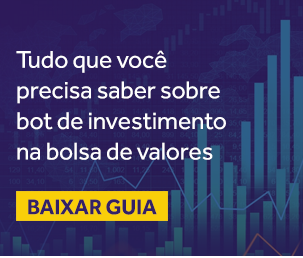 Tudo que você
precisa saber sobre
bot de investimento
na bolsa de valores
BAIXAR GUIA